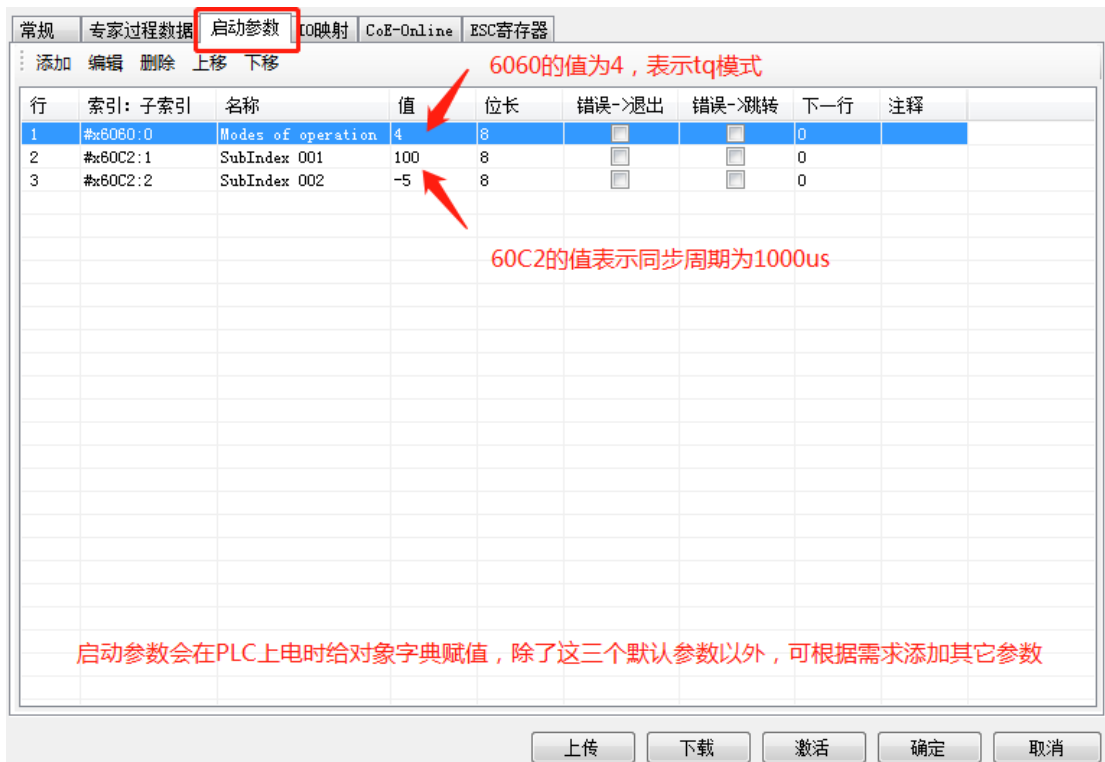 常规 专家过程数据 启动参数 IO映射 CoE-Online ESC寄存器
添加 编辑 删除 上移 下移
6060的值为4，表示tq模式
行 索引: 子索引 名称 值 位长 错误->退出 错误->跳转 下一行 注释
1 #x6060:0 Modes of operation 4 8 0
2 #x60C2:1 SubIndex 001 100 8 0
3 #x60C2:2 SubIndex 002 -5 8 0
60C2的值表示同步周期为1000us
启动参数会在PLC上电时给对象字典赋值，除了这三个默认参数以外，可根据需求添加其它参数
上传 下载 激活 确定 取消